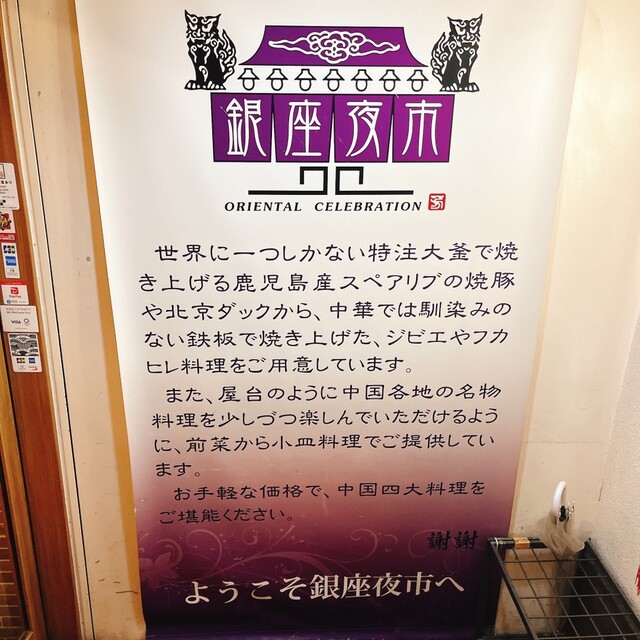 銀座夜市
ORIENTAL CELEBRATION
世界に一つしかない特注大釜で焼
き上げる鹿児島産スペアリブの焼豚
や北京ダックから、中華では馴染みの
ない鉄板で焼き上げた、ジビエやフカ
ヒレ料理をご用意しています。
また、屋台のように中国各地の名物
料理を少しづつ楽しんでいただけるよう
に、前菜から小皿料理でご提供してい
ます。
お手軽な価格で、中国四大料理を
ご堪能ください。
謝謝
ようこそ銀座夜市へ
PayPay
VISA